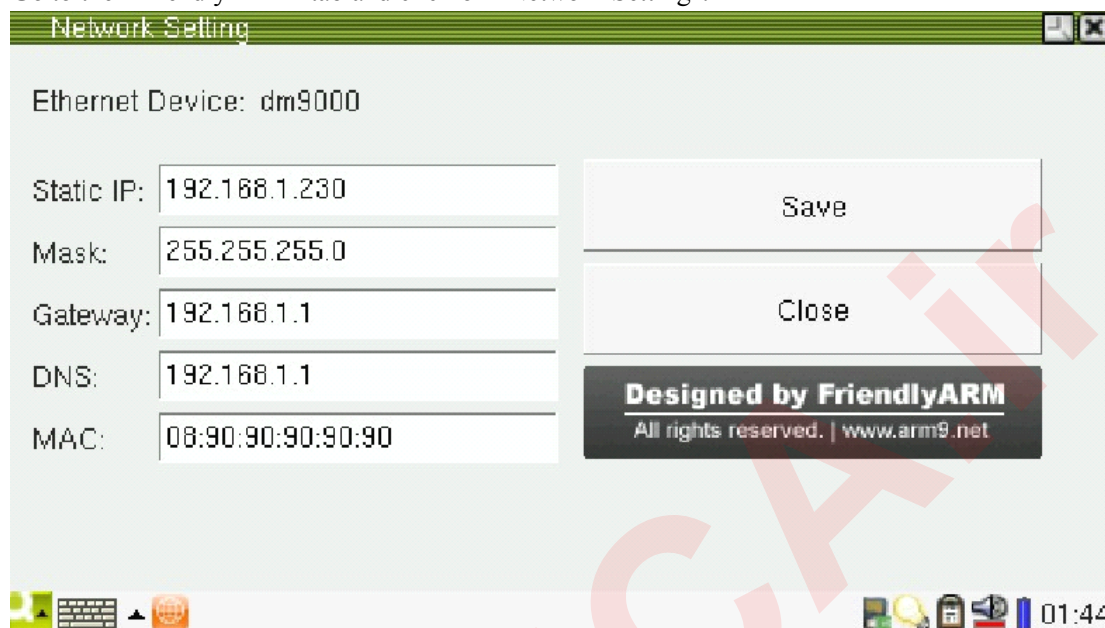 Network Setting
Ethernet Device: dm9000
Static IP: 192.168.1.230
Mask: 255.255.255.0
Gateway: 192.168.1.1
DNS: 192.168.1.1
MAC: 08:90:90:90:90:90
Save
Close
Designed by FriendlyARM
All rights reserved. | www.arm9.net
01:44